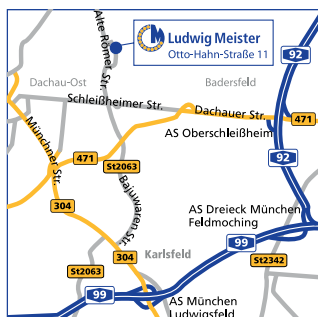 Alte Römer Str.
Ludwig Meister
Otto-Hahn-Straße 11
92
Dachau-Ost
Badersfeld
Schleißheimer Str.
Dachauer Str.
471
AS Oberschleißheim
Münchner Str.
471
St2063
92
Bajuwaren Str.
304
AS Dreieck München
Feldmoching
99
304
Karlsfeld
St2063
St2342
99
AS München
Ludwigsfeld